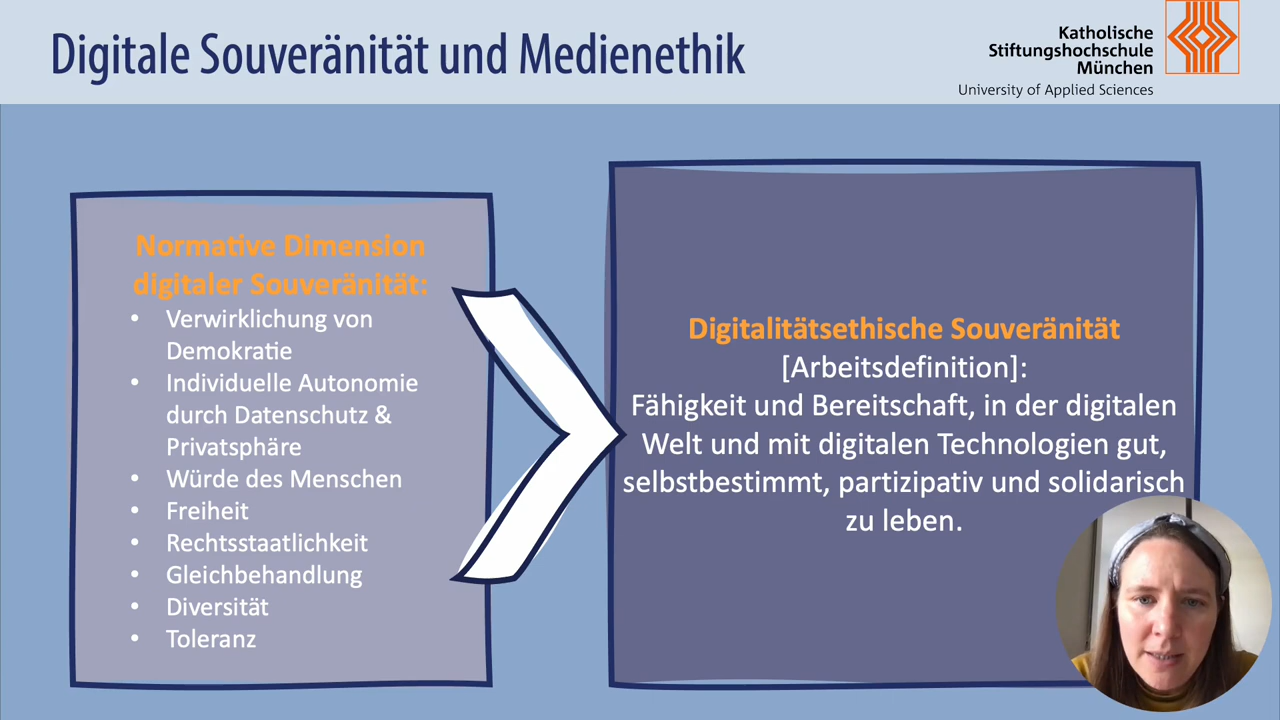 Digitale Souveränität und Medienethik
Katholische
Stiftungshochschule
München
University of Applied Sciences
Normative Dimension
digitaler Souveränität:
• Verwirklichung von
Demokratie
• Individuelle Autonomie
durch Datenschutz &
Privatsphäre
• Würde des Menschen
• Freiheit
• Rechtsstaatlichkeit
• Gleichbehandlung
• Diversität
• Toleranz
Digitalitätsethische Souveränität
[Arbeitsdefinition]:
Fähigkeit und Bereitschaft, in der digitalen
Welt und mit digitalen Technologien gut,
selbstbestimmt, partizipativ und solidarisch
zu leben.